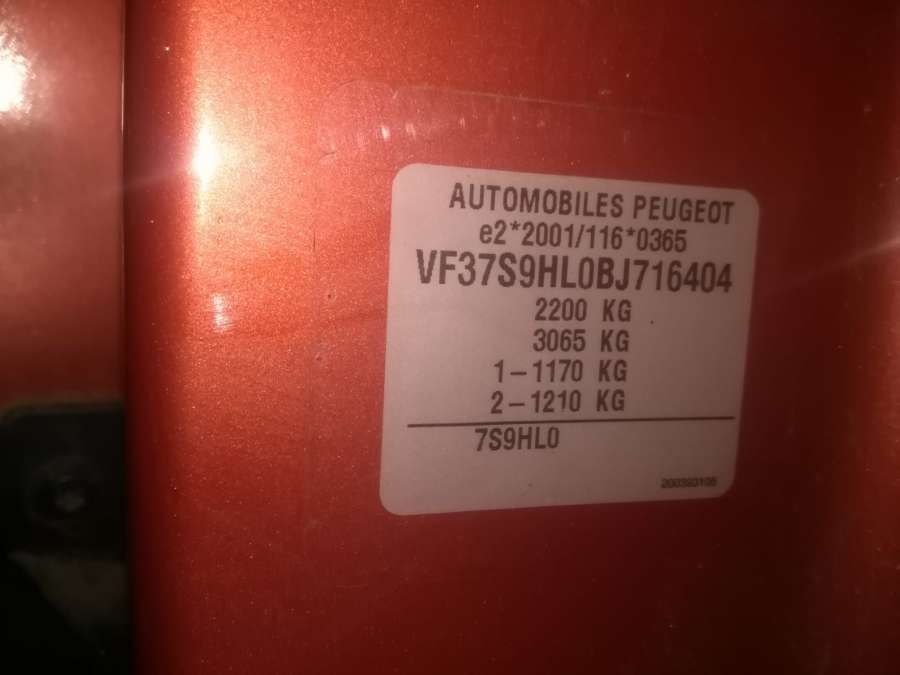 AUTOMOBILES PEUGEOT
e2*2001/116*0365
VF37S9HL0BJ716404
2200 KG
3065 KG
1-1170 KG
2-1210 KG
7S9HL0